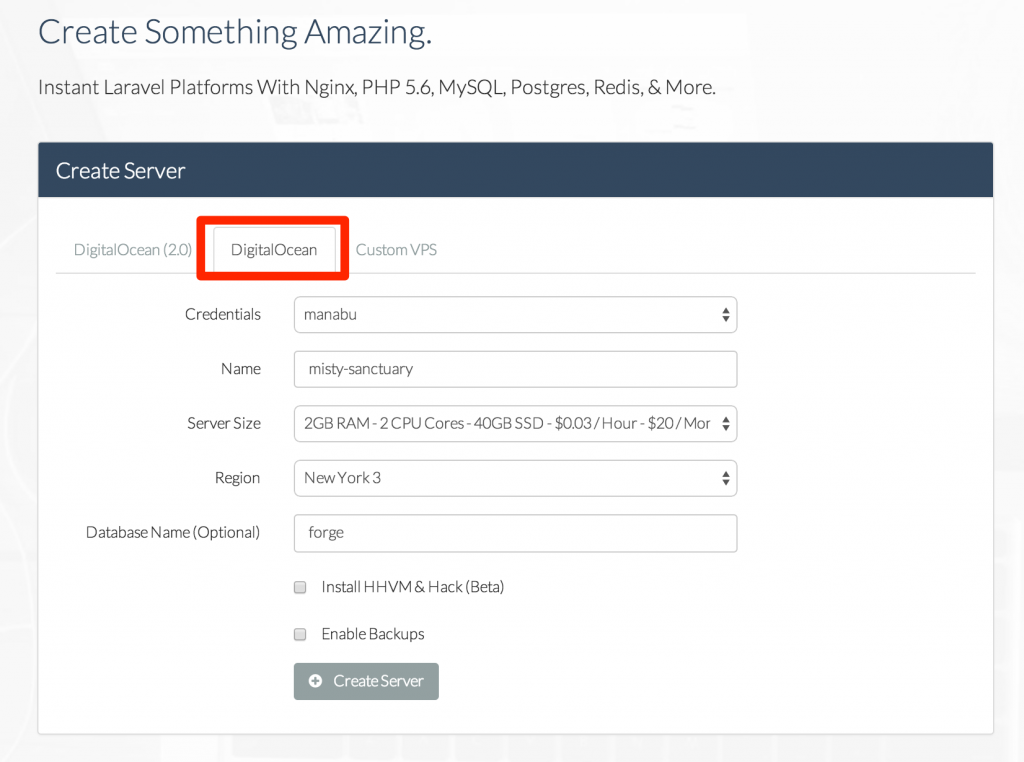 Create Something Amazing.
Instant Laravel Platforms With Nginx, PHP 5.6, MySQL, Postgres, Redis, & More.
Create Server
DigitalOcean (2.0) DigitalOcean Custom VPS
Credentials manabu
Name misty-sanctuary
Server Size 2GB RAM - 2 CPU Cores - 40GB SSD - $0.03 / Hour - $20 / Mor
Region New York 3
Database Name (Optional) forge
Install HHVM & Hack (Beta)
Enable Backups
Create Server